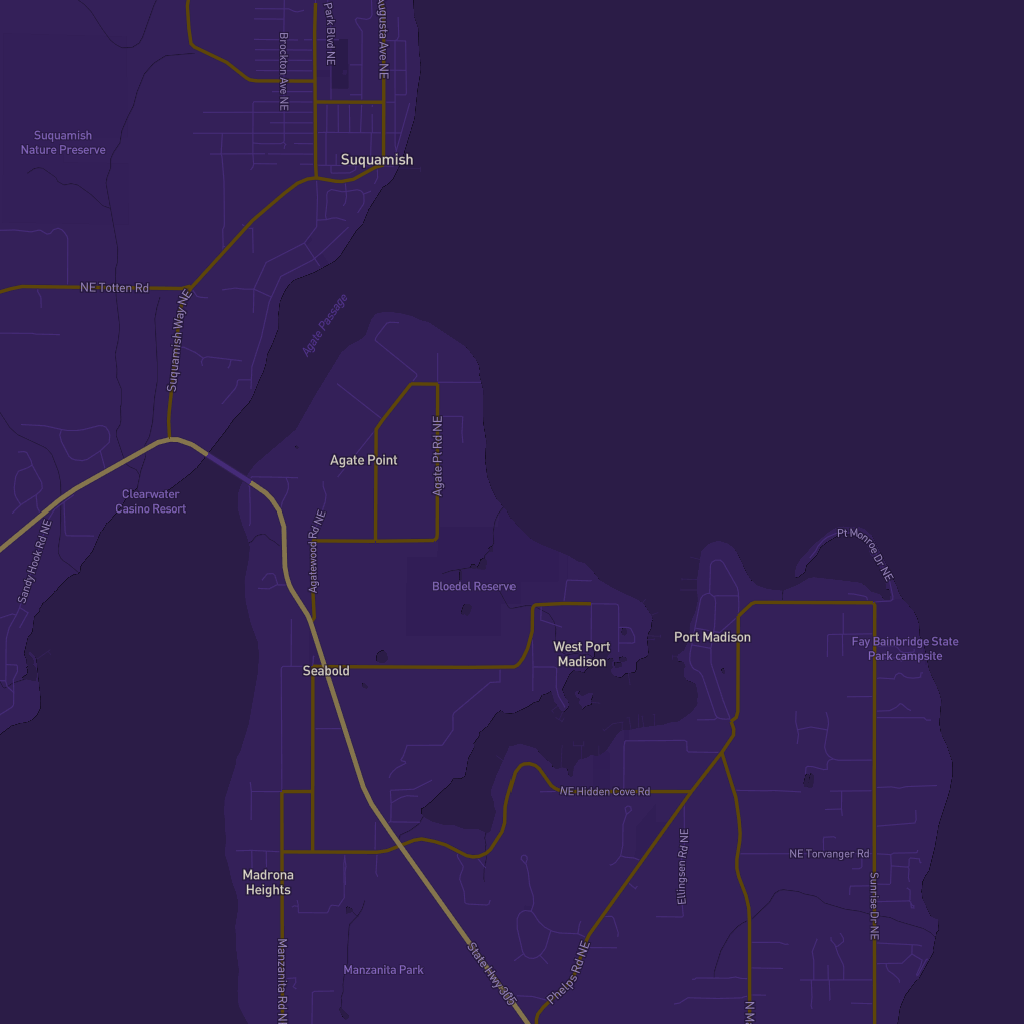 Park Blvd NE
Augusta Ave NE
Brockton Ave NE
Suquamish
Nature Preserve
Suquamish
NE Totten Rd
Suquamish Way NE
Agate Passage
Agate Pt Rd NE
Agate Point
Clearwater
Casino Resort
Sandy Hook Rd NE
Agatewood Rd NE
Pt Monroe Dr NE
Bloedel Reserve
Port Madison
Fay Bainbridge State
Park campsite
West Port
Madison
Seabold
NE Hidden Cove Rd
Ellingsen Rd NE
NE Torvanger Rd
Sunrise Dr NE
Madrona
Heights
Manzanita Rd NE
Manzanita Park
State Hwy 305
Phelps Rd NE
N M